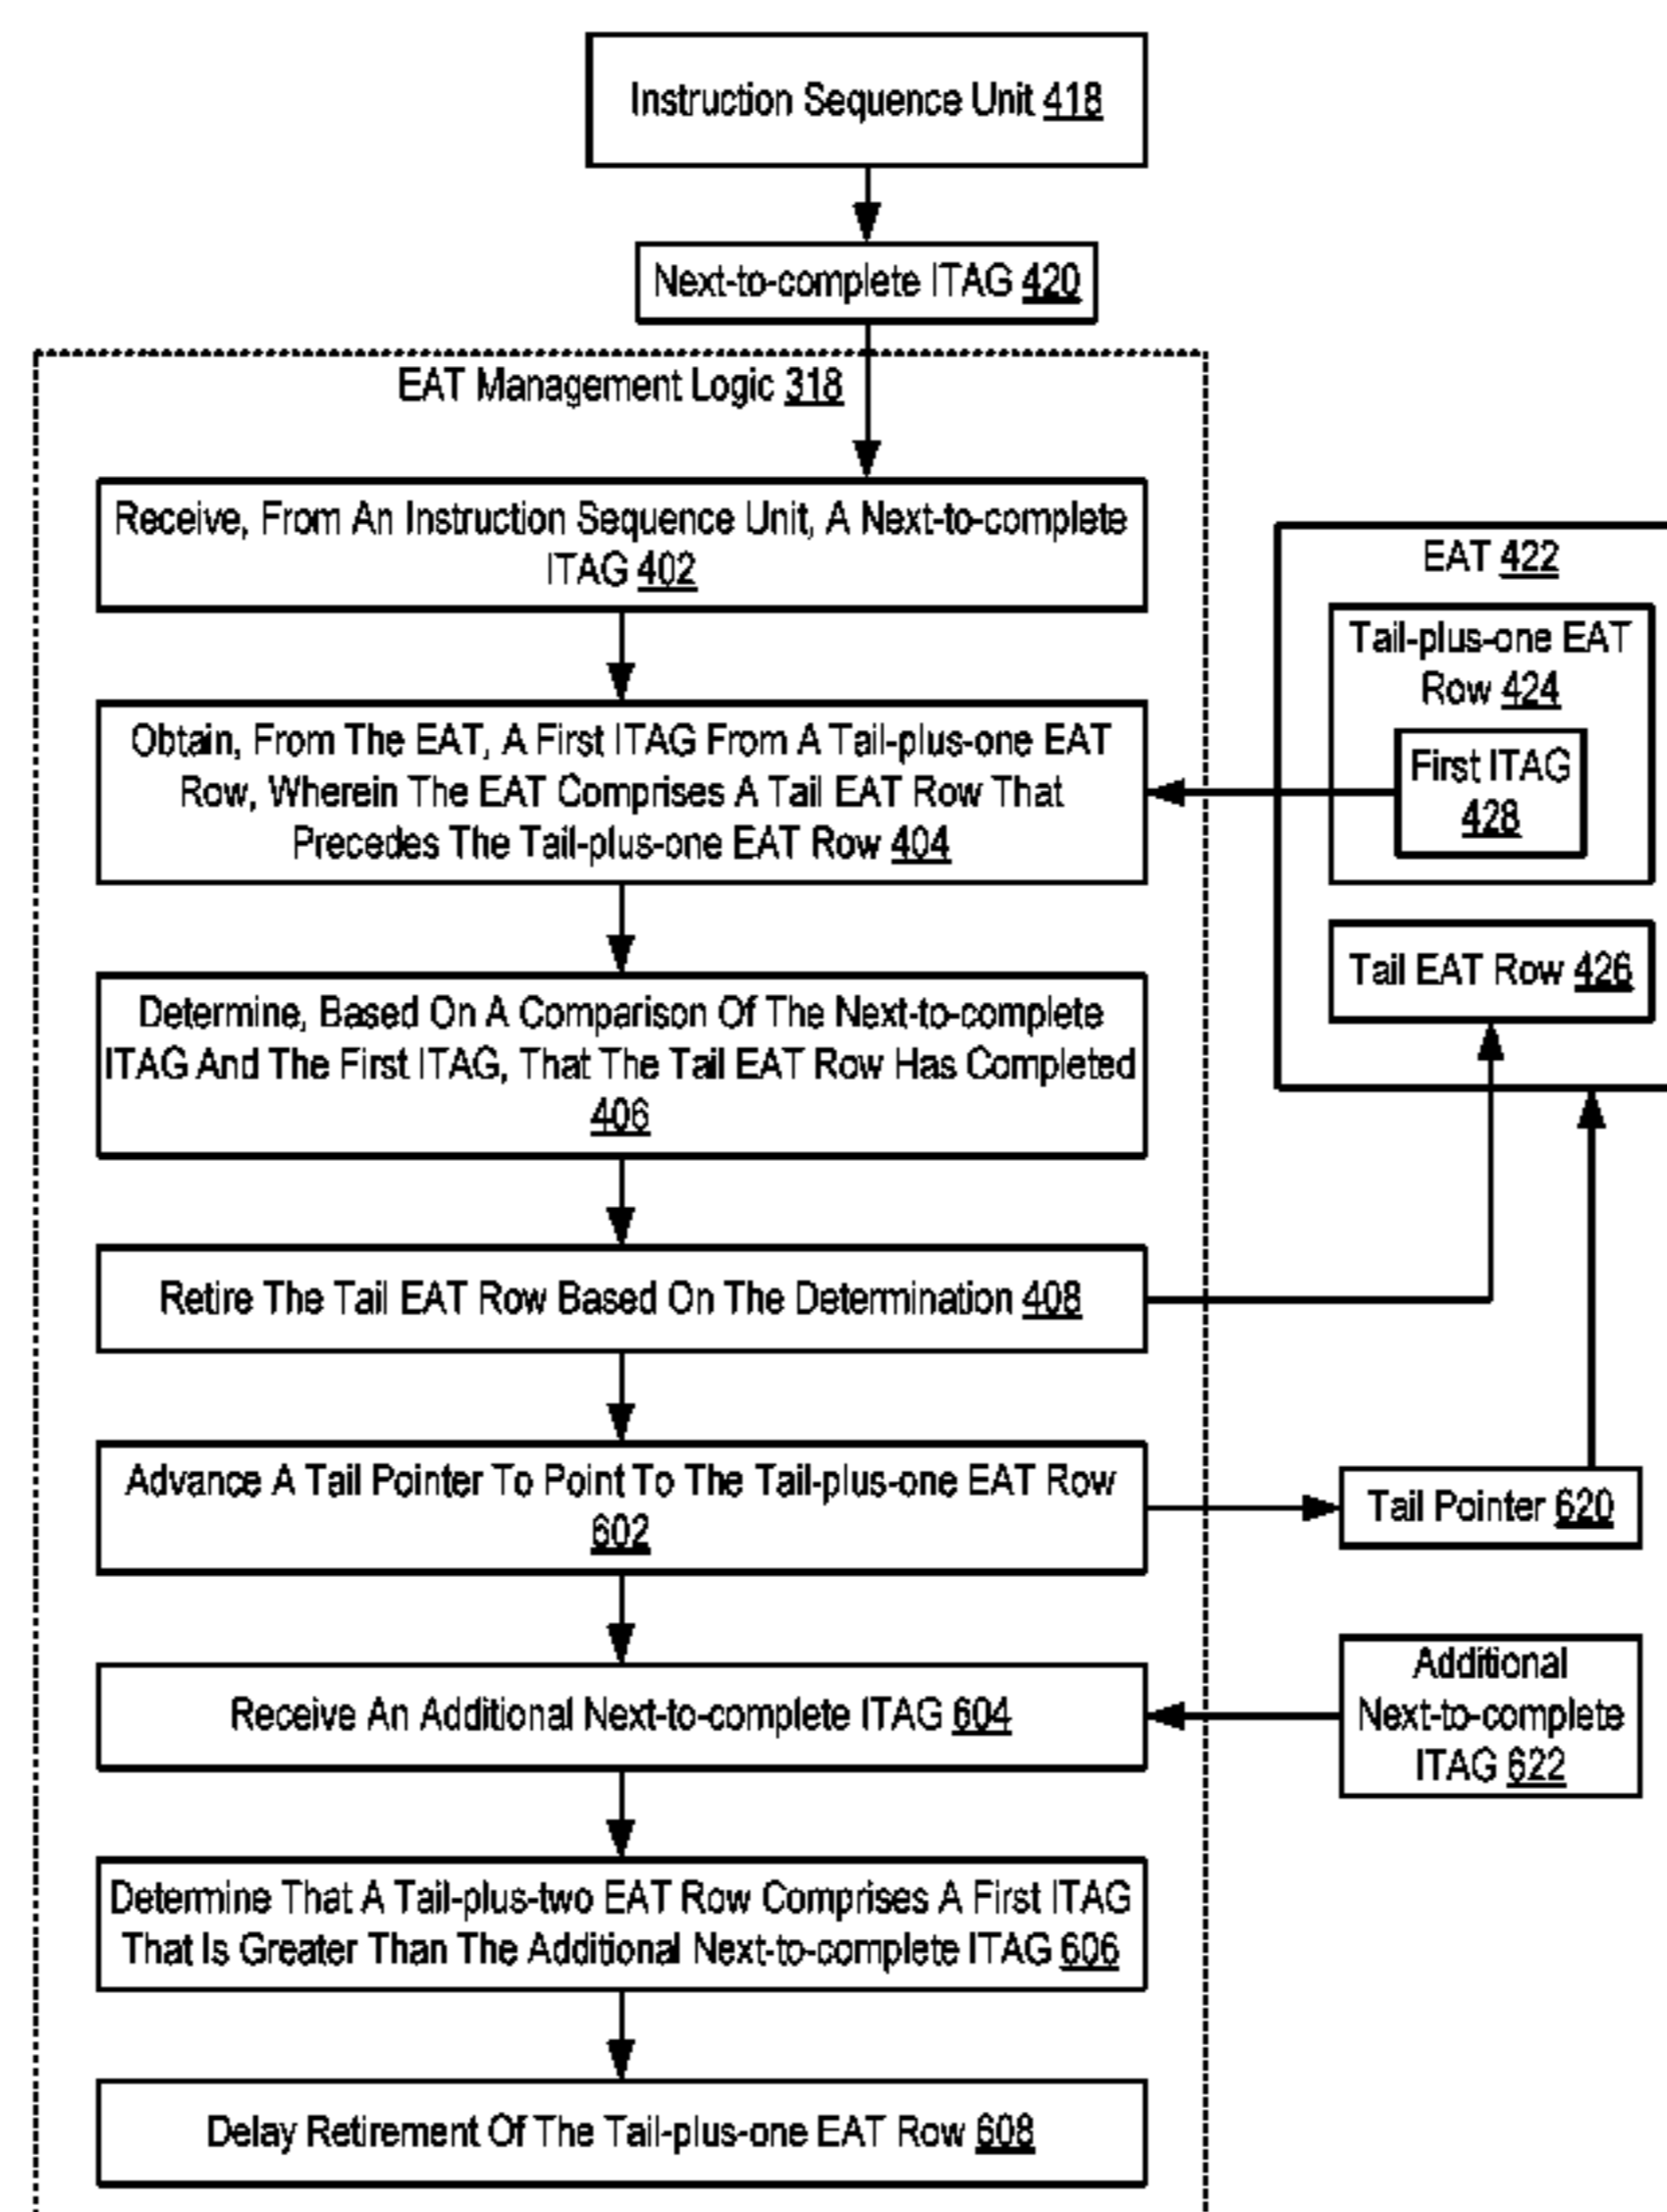 Instruction Sequence Unit 418
Next-to-complete ITAG 420
EAT Management Logic 318
Receive, From An Instruction Sequence Unit, A Next-to-complete
ITAG 402
Obtain, From The EAT, A First ITAG From A Tail-plus-one EAT
Row, Wherein The EAT Comprises A Tail EAT Row That
Precedes The Tail-plus-one EAT Row 404
Determine, Based On A Comparison Of The Next-to-complete
ITAG And The First ITAG, That The Tail EAT Row Has Completed
406
Retire The Tail EAT Row Based On The Determination 408
Advance A Tail Pointer To Point To The Tail-plus-one EAT Row
602
Receive An Additional Next-to-complete ITAG 604
Determine That A Tail-plus-two EAT Row Comprises A First ITAG
That Is Greater Than The Additional Next-to-complete ITAG 606
Delay Retirement Of The Tail-plus-one EAT Row 608
EAT 422
Tail-plus-one EAT
Row 424
First ITAG
428
Tail EAT Row 426
Tail Pointer 620
Additional
Next-to-complete
ITAG 622